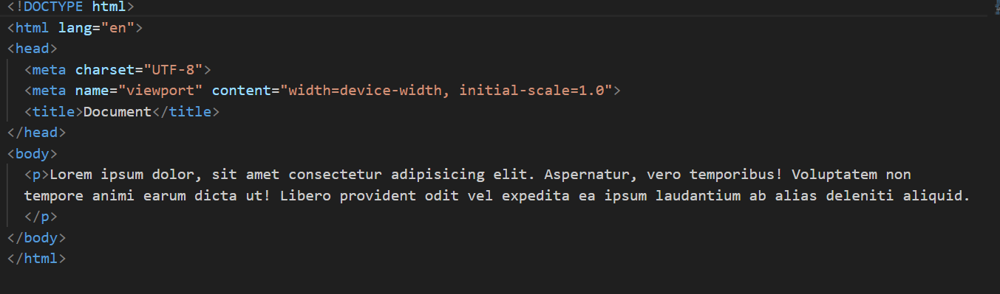 <!DOCTYPE html>
<html lang="en">
<head>
  <meta charset="UTF-8">
  <meta name="viewport" content="width=device-width, initial-scale=1.0">
  <title>Document</title>
</head>
<body>
  <p>Lorem ipsum dolor, sit amet consectetur adipisicing elit. Aspernatur, vero temporibus! Voluptatem non
  tempore animi earum dicta ut! Libero provident odit vel expedita ea ipsum laudantium ab alias deleniti aliquid.
  </p>
</body>
</html>